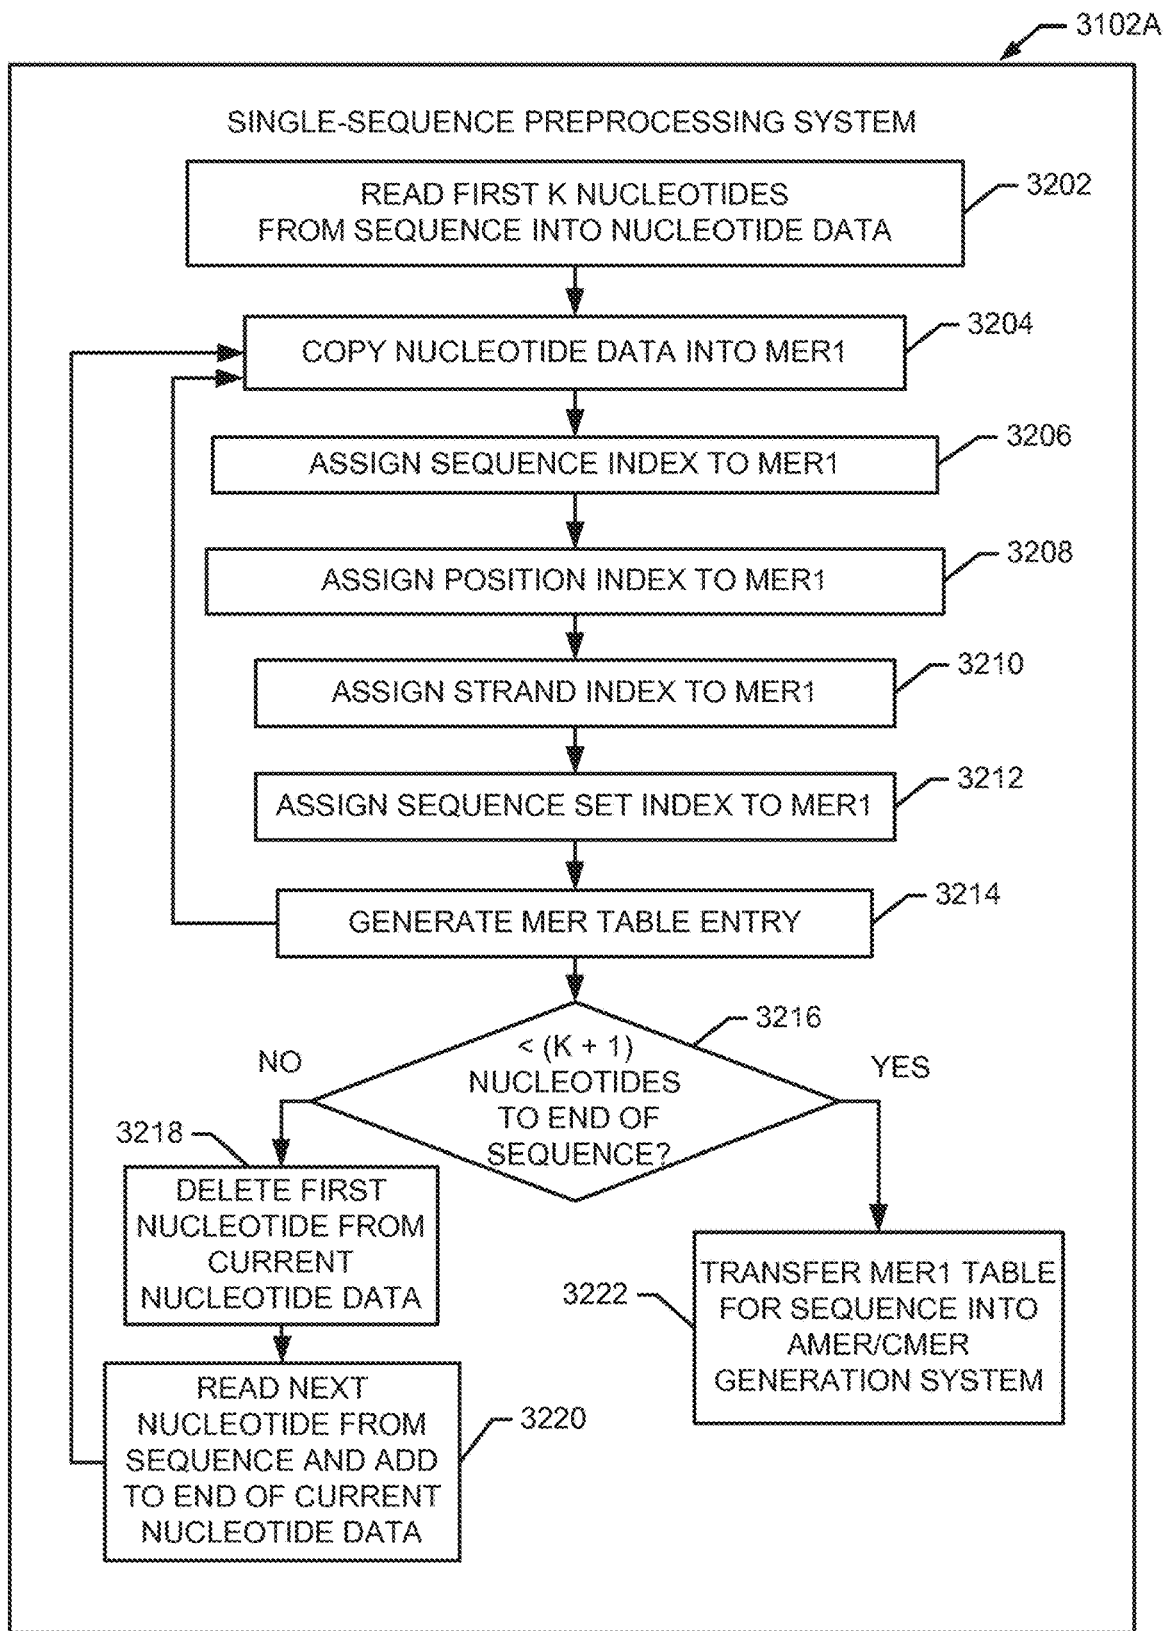 3102A
SINGLE-SEQUENCE PREPROCESSING SYSTEM
READ FIRST K NUCLEOTIDES
FROM SEQUENCE INTO NUCLEOTIDE DATA
3202
COPY NUCLEOTIDE DATA INTO MER1
3204
ASSIGN SEQUENCE INDEX TO MER1
3206
ASSIGN POSITION INDEX TO MER1
3208
ASSIGN STRAND INDEX TO MER1
3210
ASSIGN SEQUENCE SET INDEX TO MER1
3212
GENERATE MER TABLE ENTRY
3214
< (K + 1)
NUCLEOTIDES
TO END OF
SEQUENCE?
3216
NO
YES
3218
DELETE FIRST
NUCLEOTIDE FROM
CURRENT
NUCLEOTIDE DATA
READ NEXT
NUCLEOTIDE FROM
SEQUENCE AND ADD
TO END OF CURRENT
NUCLEOTIDE DATA
3220
TRANSFER MER1 TABLE
FOR SEQUENCE INTO
AMER/CMER
GENERATION SYSTEM
3222